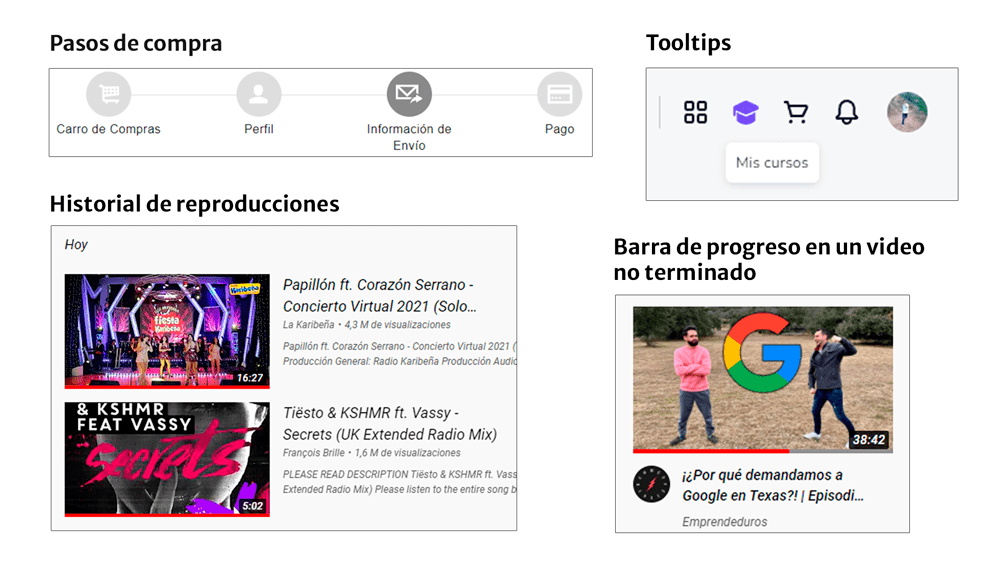 Pasos de compra
Carro de Compras
Perfil
Información de
Envío
Pago
Tooltips
Mis cursos
Historial de reproducciones
Hoy
Karibeña
fiesta
Karibeña
16:27
Papillón ft. Corazón Serrano -
Concierto Virtual 2021 (Solo...
La Karibeña • 4,3 M de visualizaciones
Papillón ft. Corazón Serrano - Concierto Virtual 2021 (
Producción General: Radio Karibeña Producción Audio
& KSHMR
FEAT VASSY
secrets
5:02
Tiësto & KSHMR ft. Vassy -
Secrets (UK Extended Radio Mix)
François Brille • 1,6 M de visualizaciones
PLEASE READ DESCRIPTION Tiësto & KSHMR ft. Vass
Extended Radio Mix) Please listen to the entire song b
Barra de progreso en un video
no terminado
G
38:42
¡¿Por qué demandamos a
Google en Texas?! | Episodi...
Emprendeduros